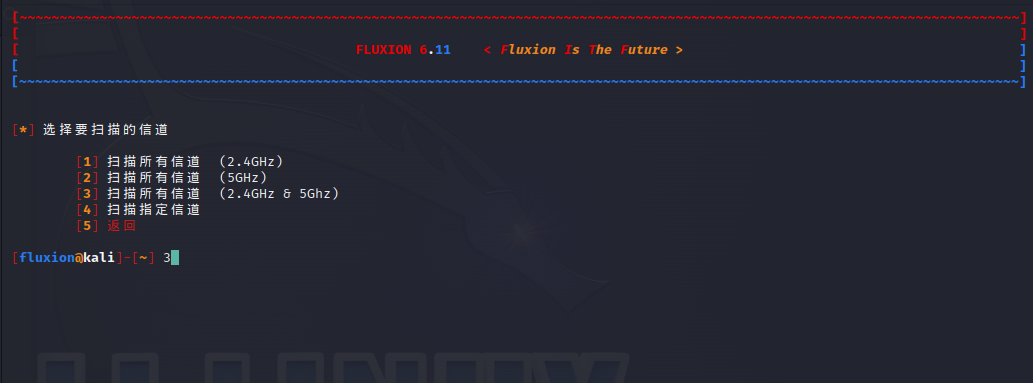 [~~~~~~~~~~~~~~~~~~~~~~~~~~~~~~~~~~~~~~~~~~~~~~~~~~~~~~~~~~~~~~~~~~~~~~~~~~~~~~~~~~~~~~~~~~~~~~~~~~~~~~~~~~~~~~~~~~~~~~~~~~~~~]
[ ]
[ FLUXION 6.11 < Fluxion Is The Future > ]
[ ]
[~~~~~~~~~~~~~~~~~~~~~~~~~~~~~~~~~~~~~~~~~~~~~~~~~~~~~~~~~~~~~~~~~~~~~~~~~~~~~~~~~~~~~~~~~~~~~~~~~~~~~~~~~~~~~~~~~~~~~~~~~~~~~]
[*] 选择要扫描的信道
[1] 扫描所有信道 (2.4GHz)
[2] 扫描所有信道 (5GHz)
[3] 扫描所有信道 (2.4GHz & 5Ghz)
[4] 扫描指定信道
[5] 返回
[fluxion@kali]-[~] 3